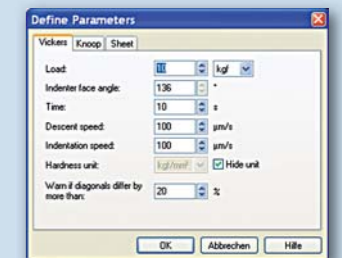 Define Parameters
Vickers Knoop Sheet
Load: 10 kgf
Indenter face angle: 136 °
Time: 10 s
Descent speed: 100 µm/s
Indentation speed: 100 µm/s
Hardness unit: kgf/mm² Hide unit
Warn if diagonals differ by
more than: 20 %
OK Abbrechen Hilfe